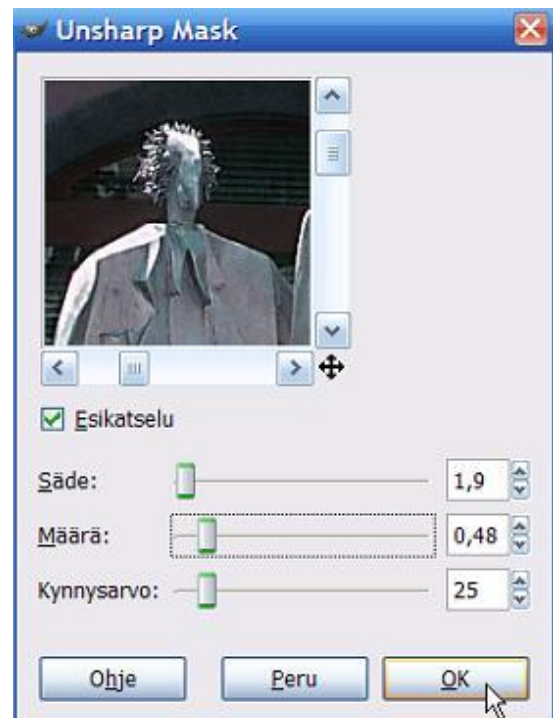 Unsharp Mask
Esikatselu
Säde: 1,9
Määrä: 0,48
Kynnysarvo: 25
Ohje Peru OK